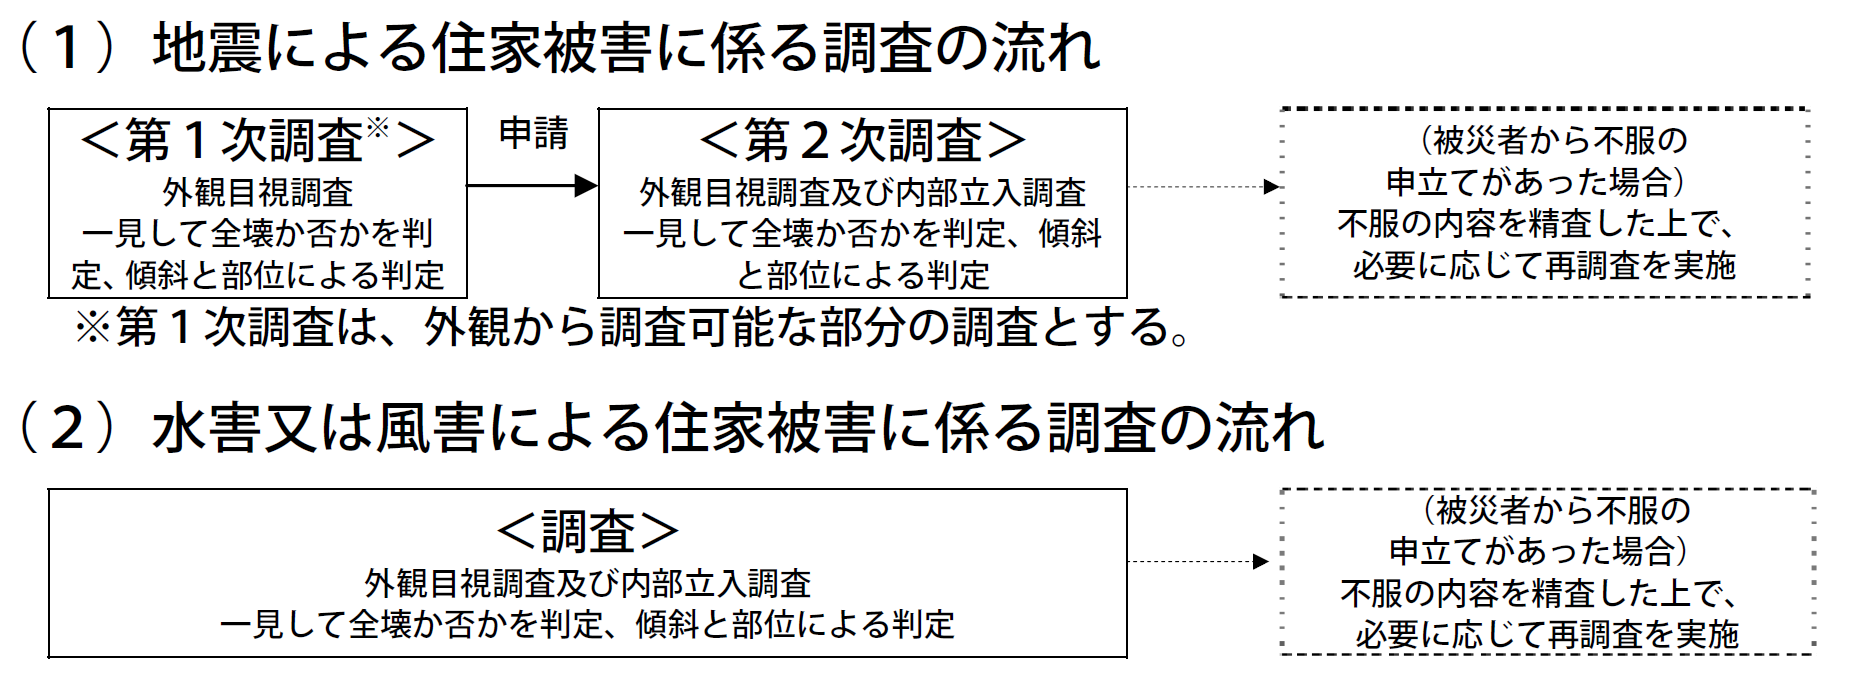 （１）地震による住家被害に係る調査の流れ
＜第１次調査※＞
外観目視調査
一見して全壊か否かを判
定、傾斜と部位による判定
申請
＜第２次調査＞
外観目視調査及び内部立入調査
一見して全壊か否かを判定、傾斜
と部位による判定
（被災者から不服の
申立てがあった場合）
不服の内容を精査した上で、
必要に応じて再調査を実施
※第１次調査は、外観から調査可能な部分の調査とする。
（２）水害又は風害による住家被害に係る調査の流れ
＜調査＞
外観目視調査及び内部立入調査
一見して全壊か否かを判定、傾斜と部位による判定
（被災者から不服の
申立てがあった場合）
不服の内容を精査した上で、
必要に応じて再調査を実施